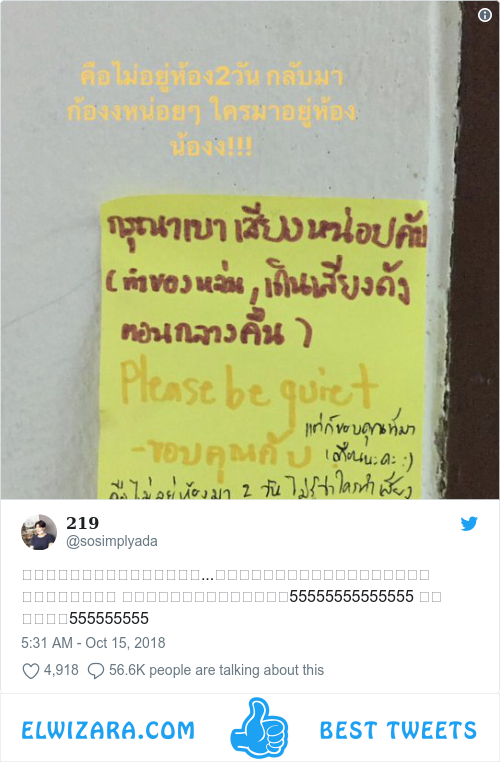 คือไม่อยู่ห้อง2วัน กลับมา
ก้องงหน่อยๆ ใครมาอยู่ห้อง
น้องง!!!
กรุณาเบาเสียงหน่อยคับ
(ทำของหล่น, เดินเสียงดัง
ตอนกลางคืน)
Please be quiet
แต่ก็ขอบคุณที่มา
-ขอบคุณคับ
เตือนนะคะ :)
คือไม่อยู่ห้องมา 2 วัน ไม่รู้ว่าใครทำเสียง
219
@sosimplyada
...
55555555555555
555555555
5:31 AM - Oct 15, 2018
4,918 56.6K people are talking about this
ELWIZARA.COM BEST TWEETS